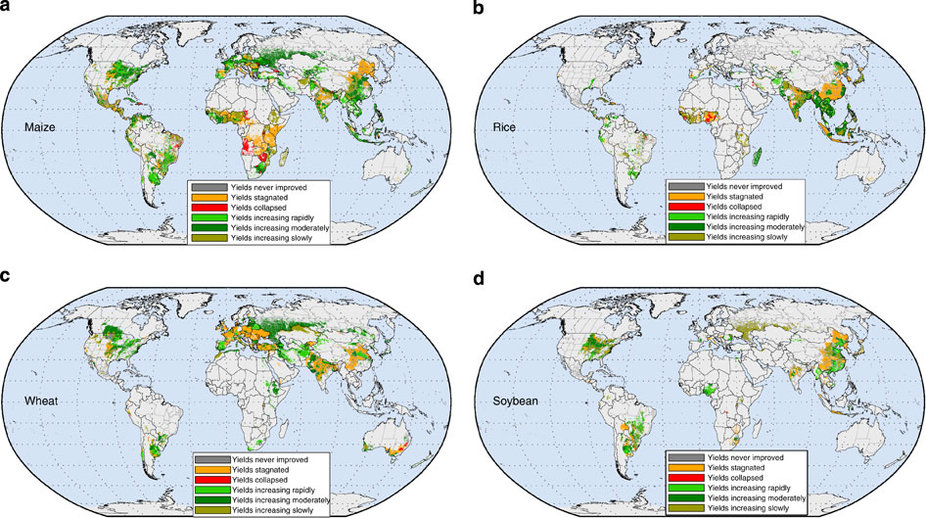 a
Maize
Yields never improved
Yields stagnated
Yields collapsed
Yields increasing rapidly
Yields increasing moderately
Yields increasing slowly
b
Rice
Yields never improved
Yields stagnated
Yields collapsed
Yields increasing rapidly
Yields increasing moderately
Yields increasing slowly
c
Wheat
Yields never improved
Yields stagnated
Yields collapsed
Yields increasing rapidly
Yields increasing moderately
Yields increasing slowly
d
Soybean
Yields never improved
Yields stagnated
Yields collapsed
Yields increasing rapidly
Yields increasing moderately
Yields increasing slowly